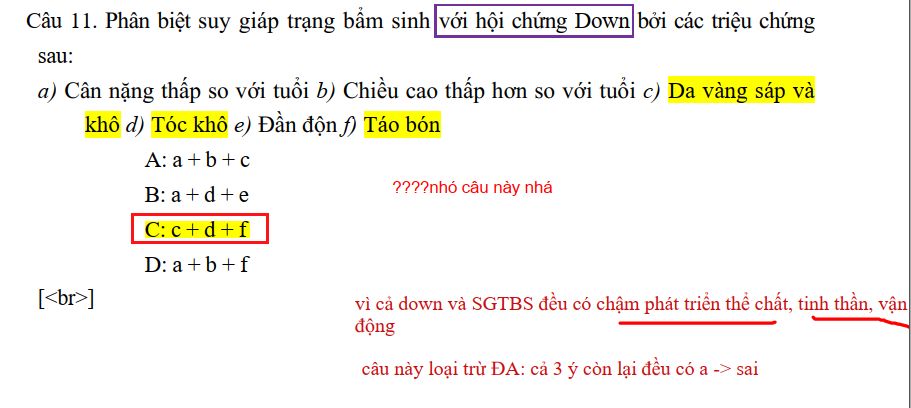 Câu 11. Phân biệt suy giáp trạng bẩm sinh với hội chứng Down bởi các triệu chứng
sau:
a) Cân nặng thấp so với tuổi b) Chiều cao thấp hơn so với tuổi c) Da vàng sáp và
khô d) Tóc khô e) Đần độn f) Táo bón
A: a + b + c
B: a + d + e
????nhó câu này nhá
C: c + d + f
D: a + b + f
[<br>]
vì cả down và SGTBS đều có chậm phát triển thể chất, tinh thần, vận
động
câu này loại trừ ĐA: cả 3 ý còn lại đều có a -> sai